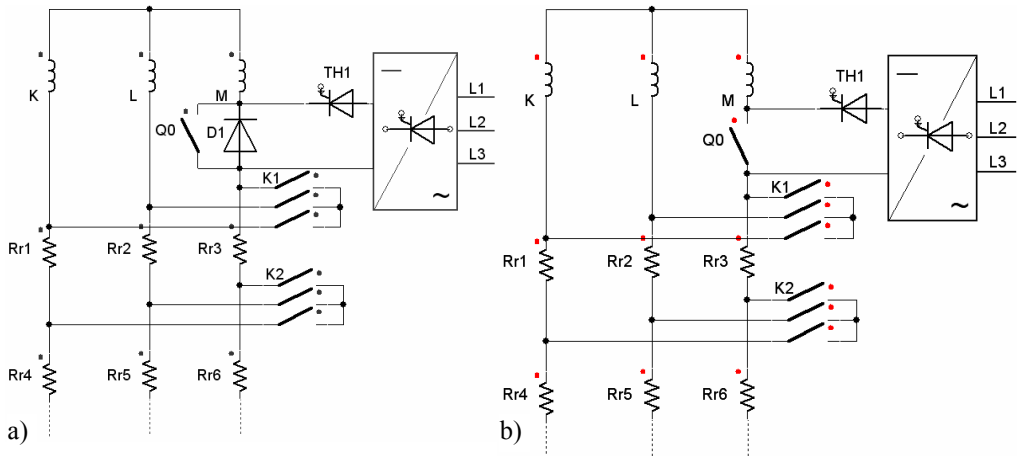 K
L
M
TH1
L1
L2
L3
Q0
D1
K1
Rr1
Rr2
Rr3
K2
Rr4
Rr5
Rr6
~
a)
K
L
M
TH1
L1
L2
L3
Q0
K1
Rr1
Rr2
Rr3
K2
Rr4
Rr5
Rr6
~
b)